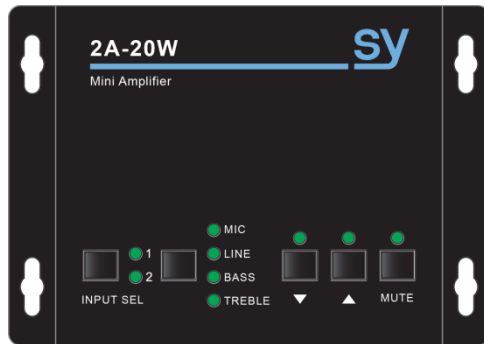 2A-20W
sy
Mini Amplifier
MIC
1
LINE
2
BASS
INPUT SEL
TREBLE
▼
▲
MUTE